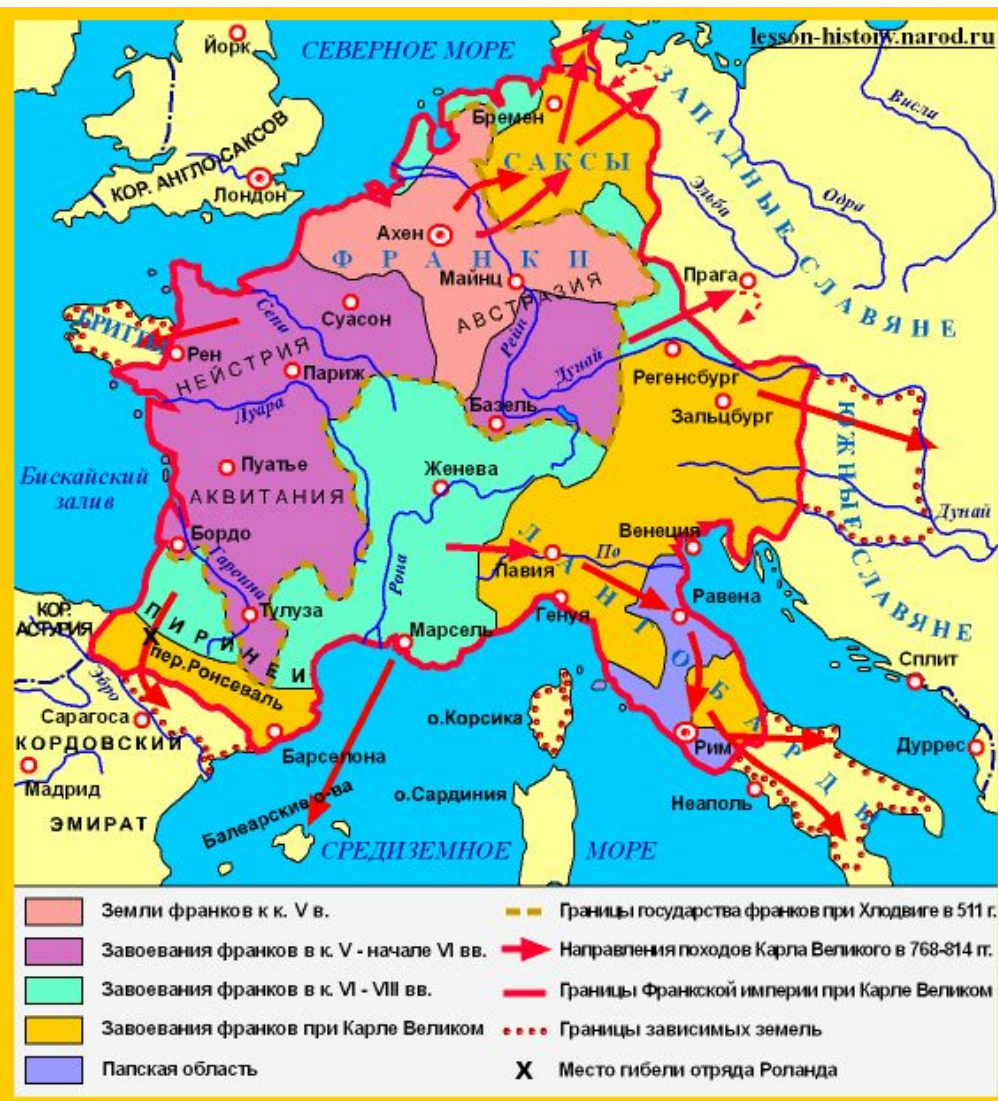 lesson-history.narod.ru
Йорк
СЕВЕРНОЕ МОРЕ
КОР. АНГЛО-САКСОВ
Лондон
Бремен
САКСЫ
ЗАПАДНЫЕ СЛАВЯНЕ
Висла
Одра
Эльба
Ахен
ФРАНКИ
Майнц
АВСТРАЗИЯ
Прага
Суасон
Сена
Рейн
БРИТТЫ
Рен
НЕЙСТРИЯ
Париж
Луара
Дунай
Регенсбург
Зальцбург
Базель
Бискайский
залив
Пуатье
АКВИТАНИЯ
Женева
ЮЖНЫЕ СЛАВЯНЕ
Дунай
Бордо
Гаронна
Рона
Венеция
По
Павия
ЛАНГОБАРДЫ
Генуя
Равена
КОР.
АСТУРИЯ
ПИРИНЕИ
Тулуза
Марсель
пер.Ронсеваль
Эбро
Сарагоса
КОРДОВСКИЙ
Барселона
о.Корсика
Рим
Сплит
Дуррес
Мадрид
ЭМИРАТ
Балеарские о-ва
о.Сардиния
Неаполь
СРЕДИЗЕМНОЕ МОРЕ
Земли франков к к. V в.
Завоевания франков в к. V - начале VI вв.
Завоевания франков в к. VI - VIII вв.
Завоевания франков при Карле Великом
Папская область
Границы государства франков при Хлодвиге в 511 г.
Направления походов Карла Великого в 768-814 гг.
Границы Франкской империи при Карле Великом
Границы зависимых земель
X Место гибели отряда Роланда